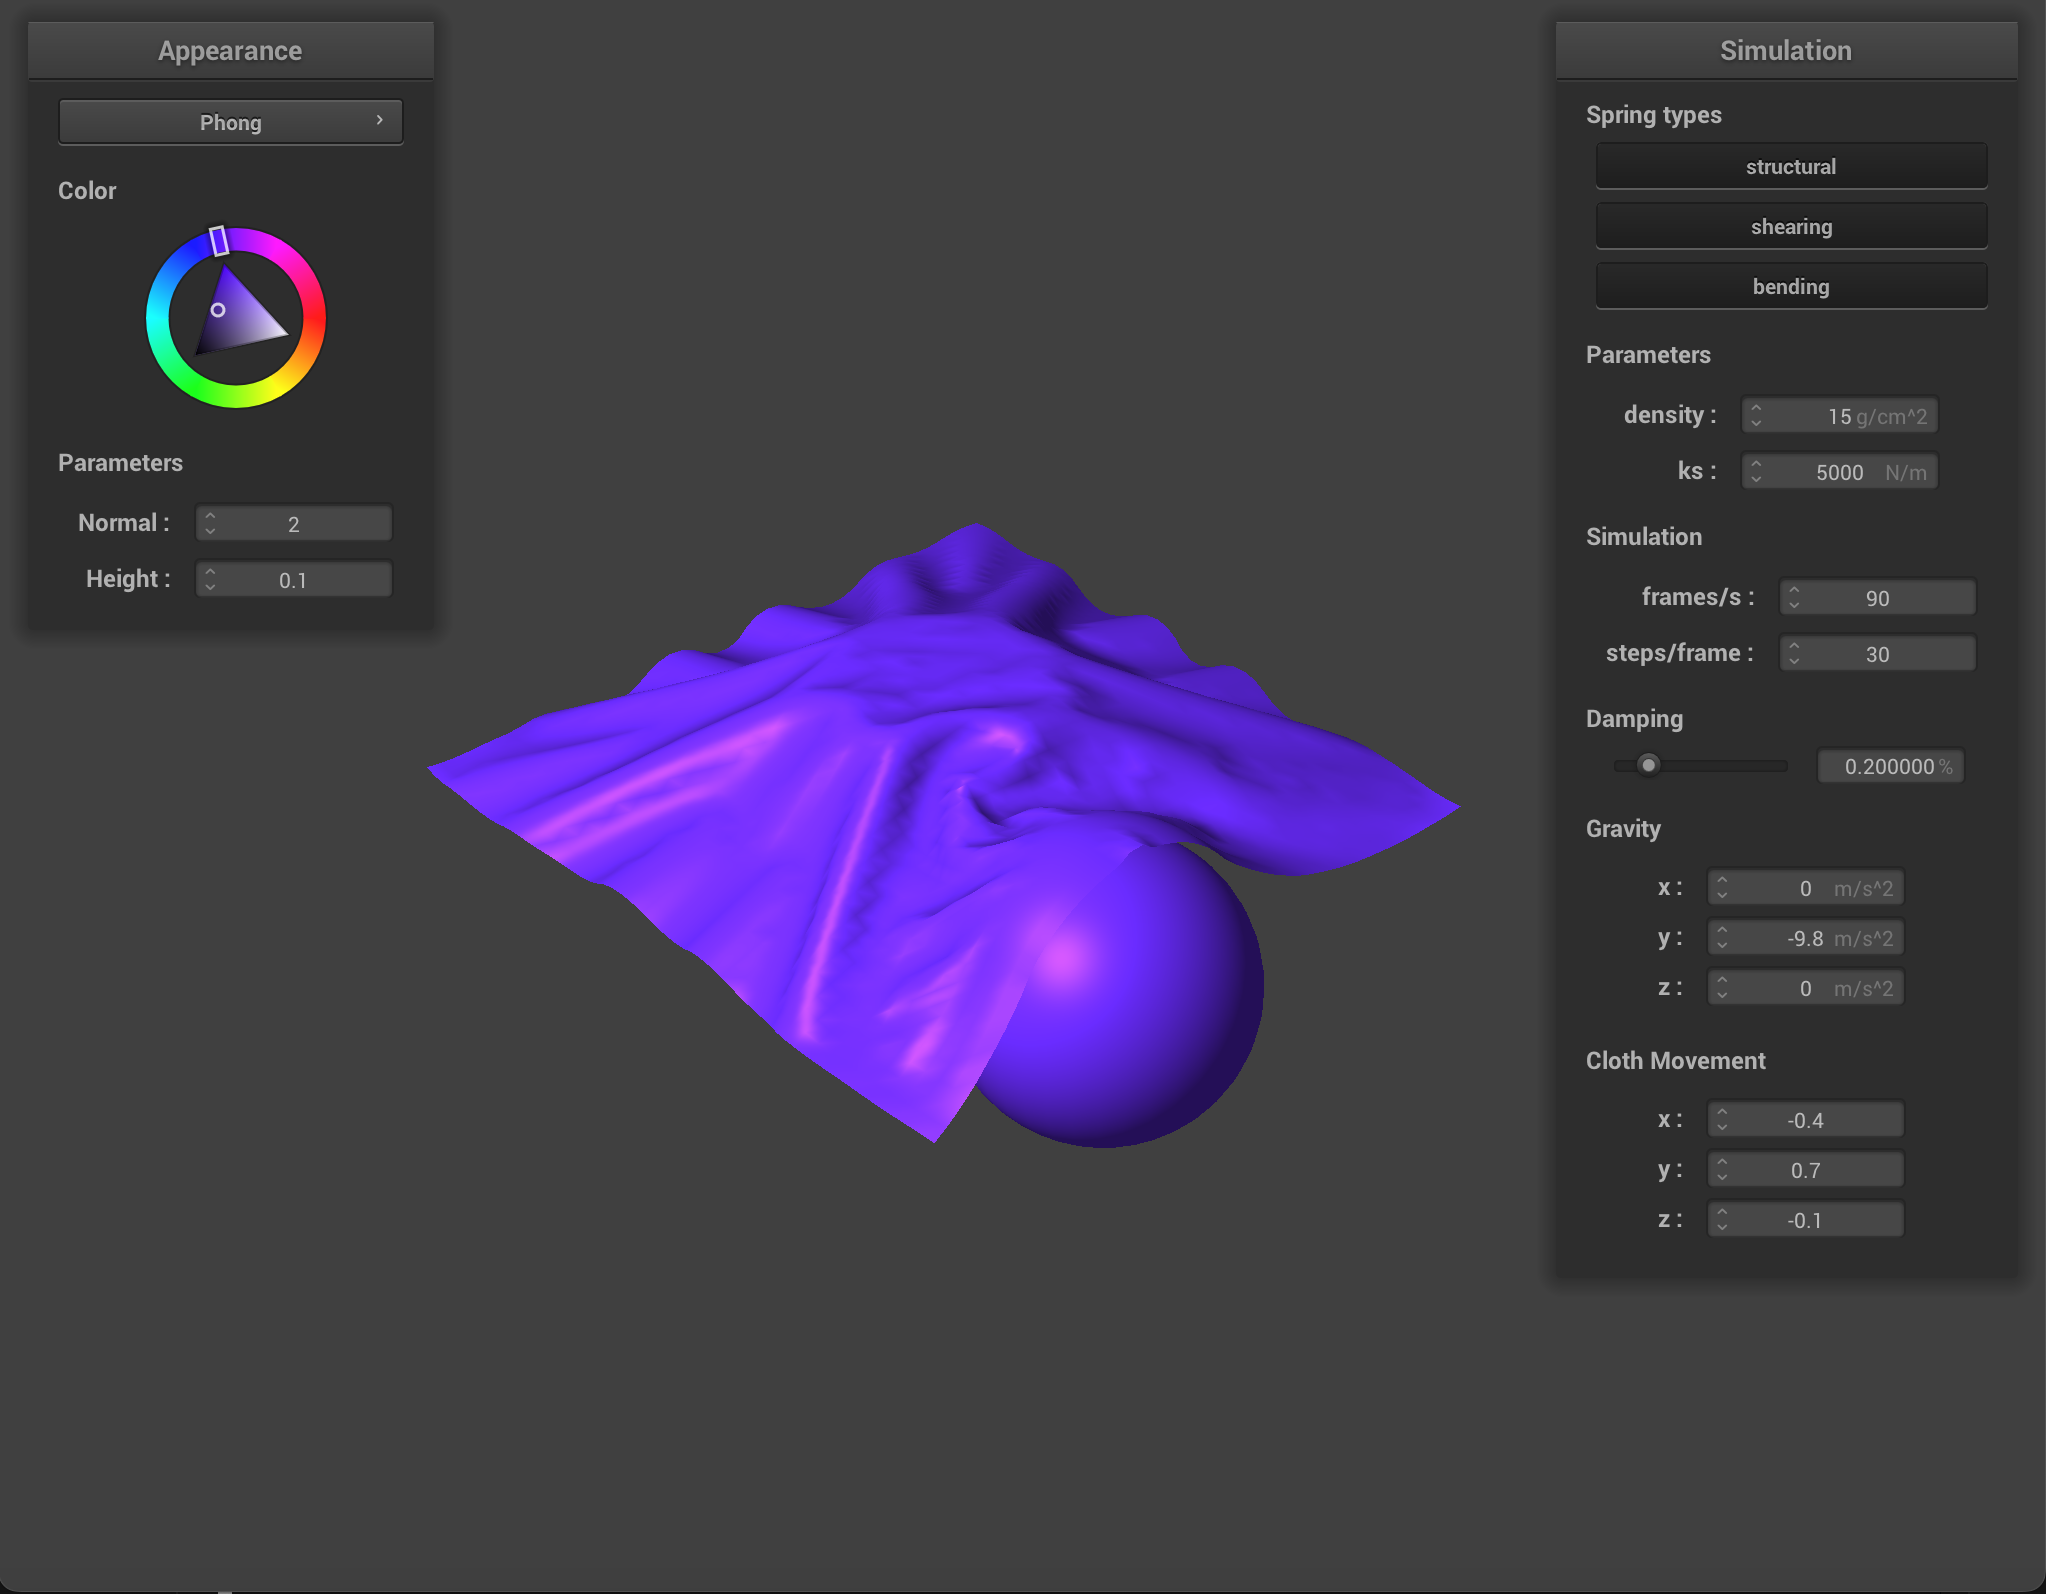 Appearance
Phong
Color
Parameters
Normal : 2
Height : 0.1
Simulation
Spring types
structural
shearing
bending
Parameters
density : 15 g/cm^2
ks : 5000 N/m
Simulation
frames/s : 90
steps/frame : 30
Damping
0.200000 %
Gravity
x : 0 m/s^2
y : -9.8 m/s^2
z : 0 m/s^2
Cloth Movement
x : -0.4
y : 0.7
z : -0.1